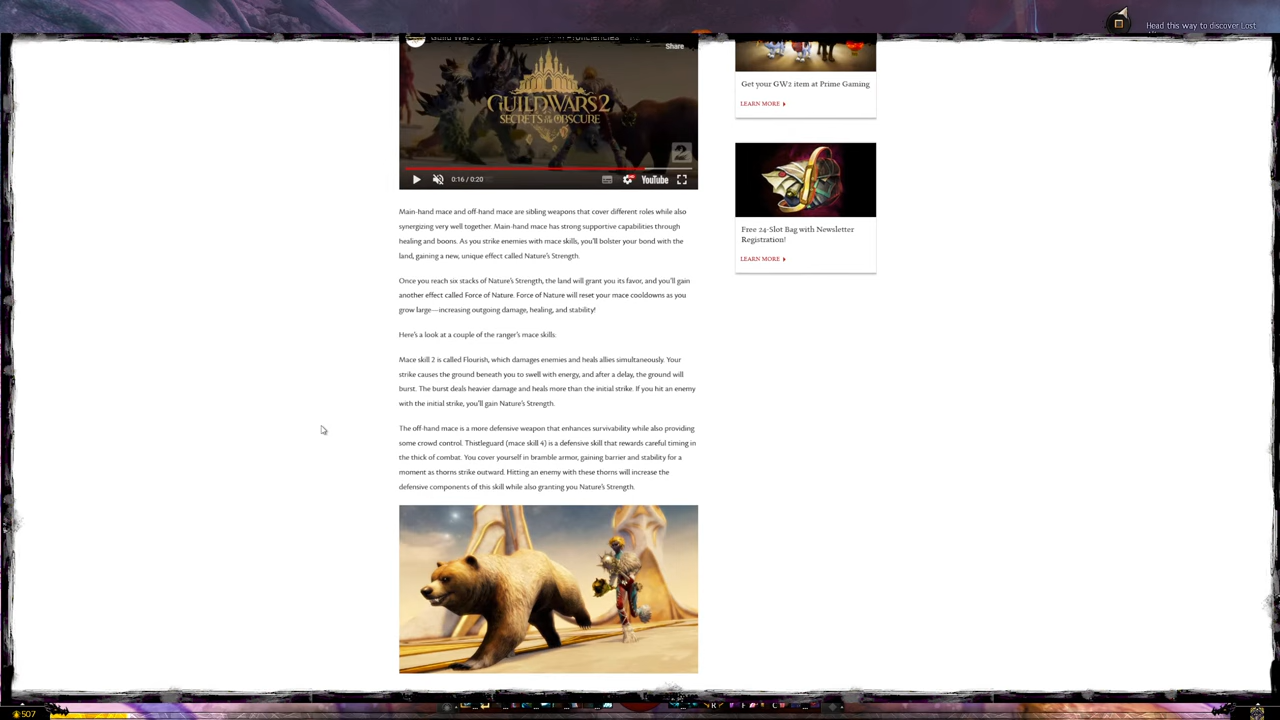 Head this way to discover...
Share
GUILD WARS 2
SECRETS OF THE OBSCURE
2
0:16 / 0:20
YouTube
Get your GW2 item at Prime Gaming
LEARN MORE
Free 24-Slot Bag with Newsletter
Registration!
LEARN MORE
Main-hand mace and off-hand mace are sibling weapons that cover different roles while also
synergizing very well together. Main-hand mace has strong supportive capabilities through
healing and boons. As you strike enemies with mace skills, you'll bolster your bond with the
land, gaining a new, unique effect called Nature's Strength.
Once you reach six stacks of Nature's Strength, the land will grant you its favor, and you'll gain
another effect called Force of Nature. Force of Nature will reset your mace cooldowns as you
grow large—increasing outgoing damage, healing, and stability!
Here's a look at a couple of the ranger's mace skills:
Mace skill 2 is called Flourish, which damages enemies and heals allies simultaneously. Your
strike causes the ground beneath you to swell with energy, and after a delay, the ground will
burst. The burst deals heavier damage and heals more than the initial strike. If you hit an enemy
with the initial strike, you'll gain Nature's Strength.
The off-hand mace is a more defensive weapon that enhances survivability while also providing
some crowd control. Thistleguard (mace skill 4) is a defensive skill that rewards careful timing in
the thick of combat. You cover yourself in bramble armor, gaining barrier and stability for a
moment as thorns strike outward. Hitting an enemy with these thorns will increase the
defensive components of this skill while also granting you Nature's Strength.
507